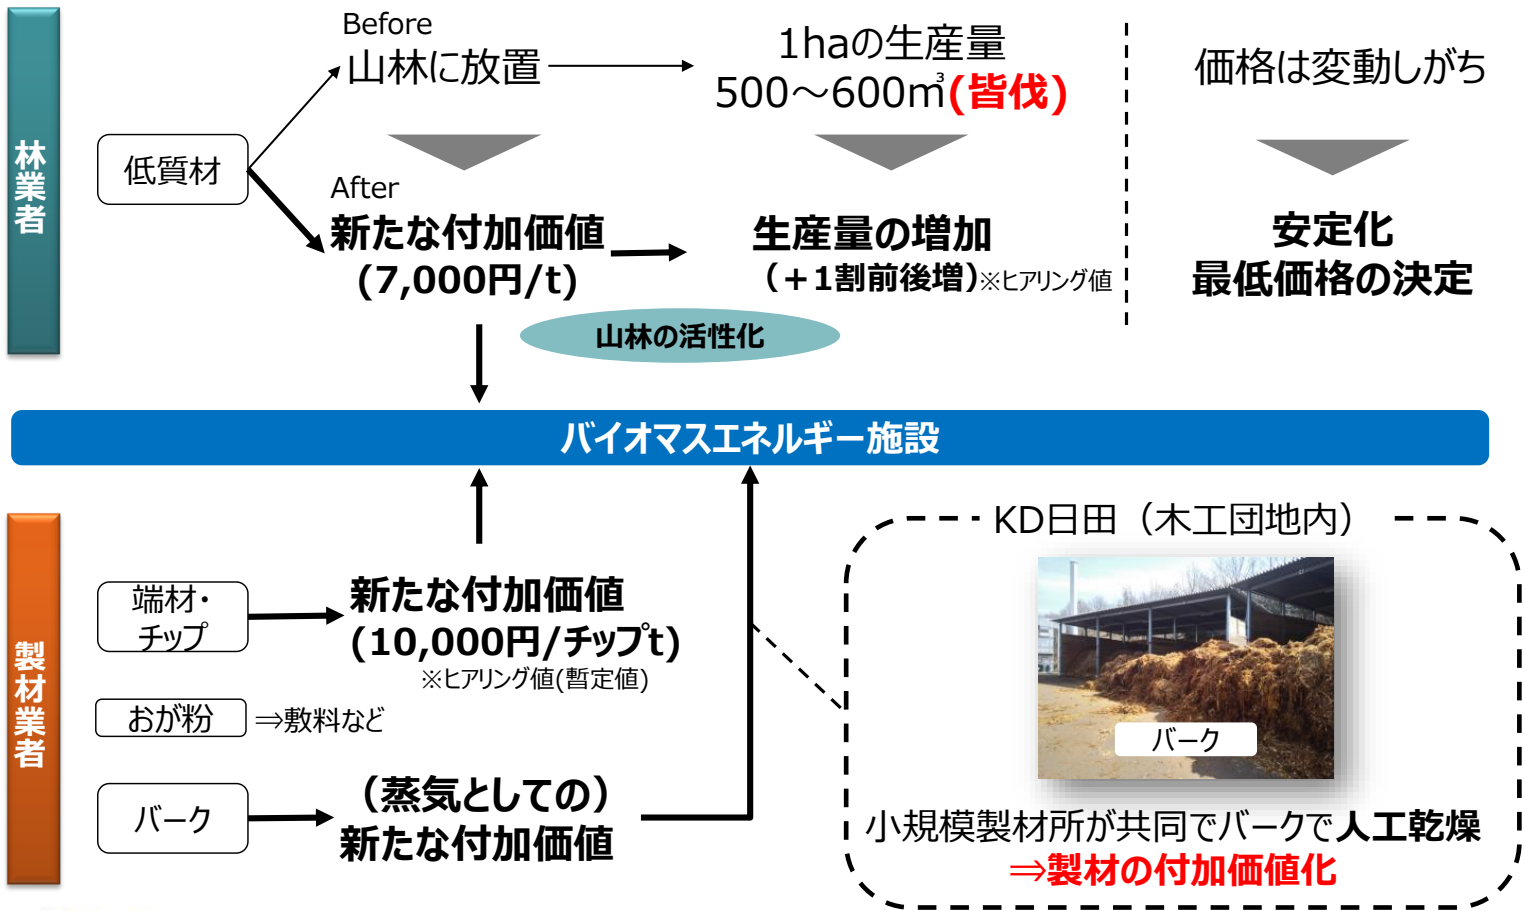 林業者
低質材
Before
山林に放置
1haの生産量
500～600㎥(皆伐)
価格は変動しがち
After
新たな付加価値
(7,000円/t)
生産量の増加
（＋1割前後増）※ヒアリング値
安定化
最低価格の決定
山林の活性化
バイオマスエネルギー施設
製材業者
端材・
チップ
新たな付加価値
(10,000円/チップt)
※ヒアリング値(暫定値)
おが粉
⇒敷料など
バーク
（蒸気としての）
新たな付加価値
KD日田（木工団地内）
バーク
小規模製材所が共同でバークで人工乾燥
⇒製材の付加価値化